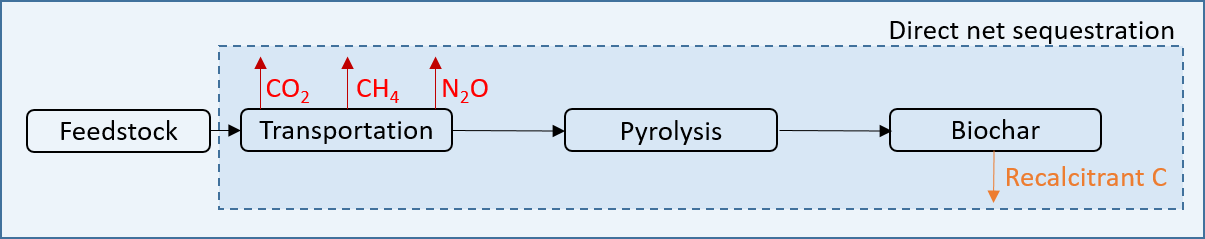 Direct net sequestration
CO₂
CH₄
N₂O
Feedstock
Transportation
Pyrolysis
Biochar
Recalcitrant C